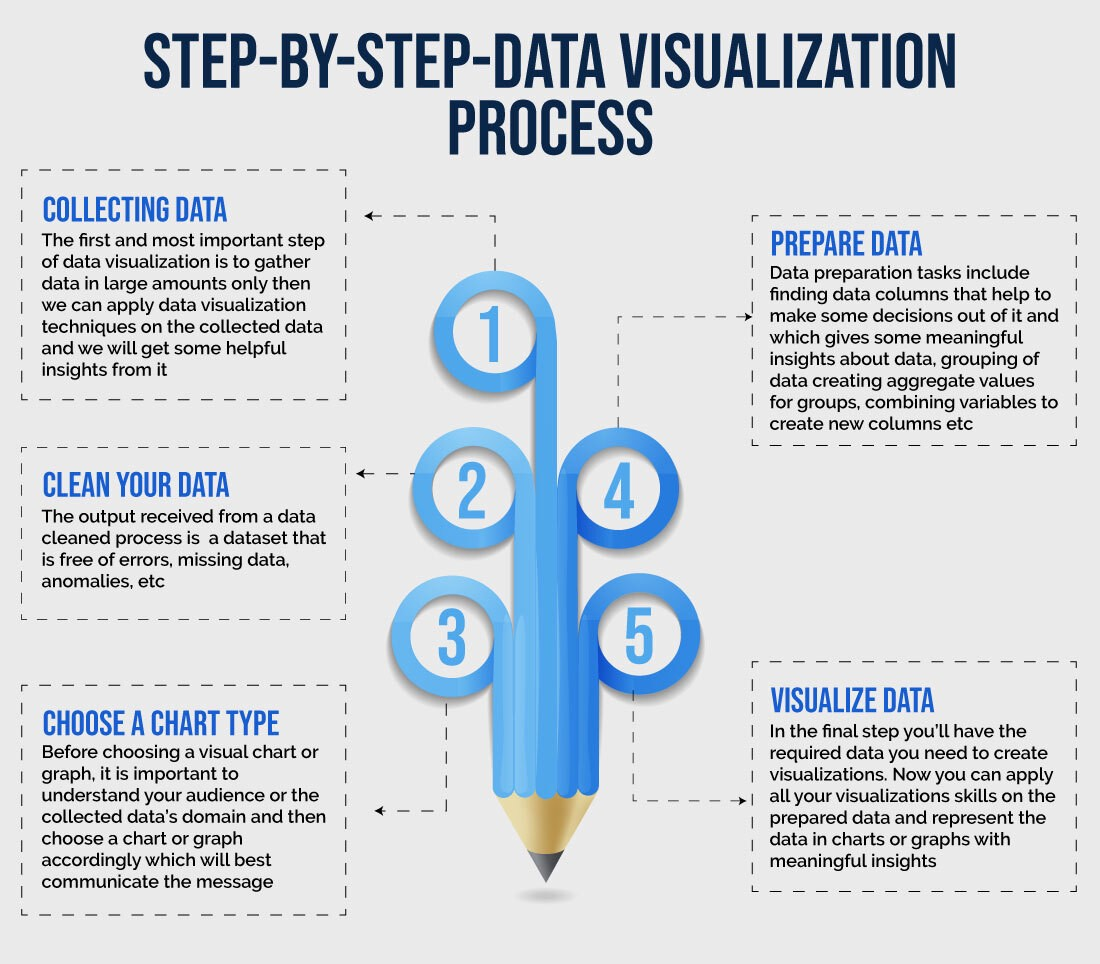 STEP-BY-STEP-DATA VISUALIZATION
PROCESS
COLLECTING DATA
The first and most important step
of data visualization is to gather
data in large amounts only then
we can apply data visualization
techniques on the collected data
and we will get some helpful
insights from it
1
CLEAN YOUR DATA
The output received from a data
cleaned process is a dataset that
is free of errors, missing data,
anomalies, etc
2
CHOOSE A CHART TYPE
Before choosing a visual chart or
graph, it is important to
understand your audience or the
collected data's domain and then
choose a chart or graph
accordingly which will best
communicate the message
3
PREPARE DATA
Data preparation tasks include
finding data columns that help to
make some decisions out of it and
which gives some meaningful
insights about data, grouping of
data creating aggregate values
for groups, combining variables to
create new columns etc
4
VISUALIZE DATA
In the final step you'll have the
required data you need to create
visualizations. Now you can apply
all your visualizations skills on the
prepared data and represent the
data in charts or graphs with
meaningful insights
5